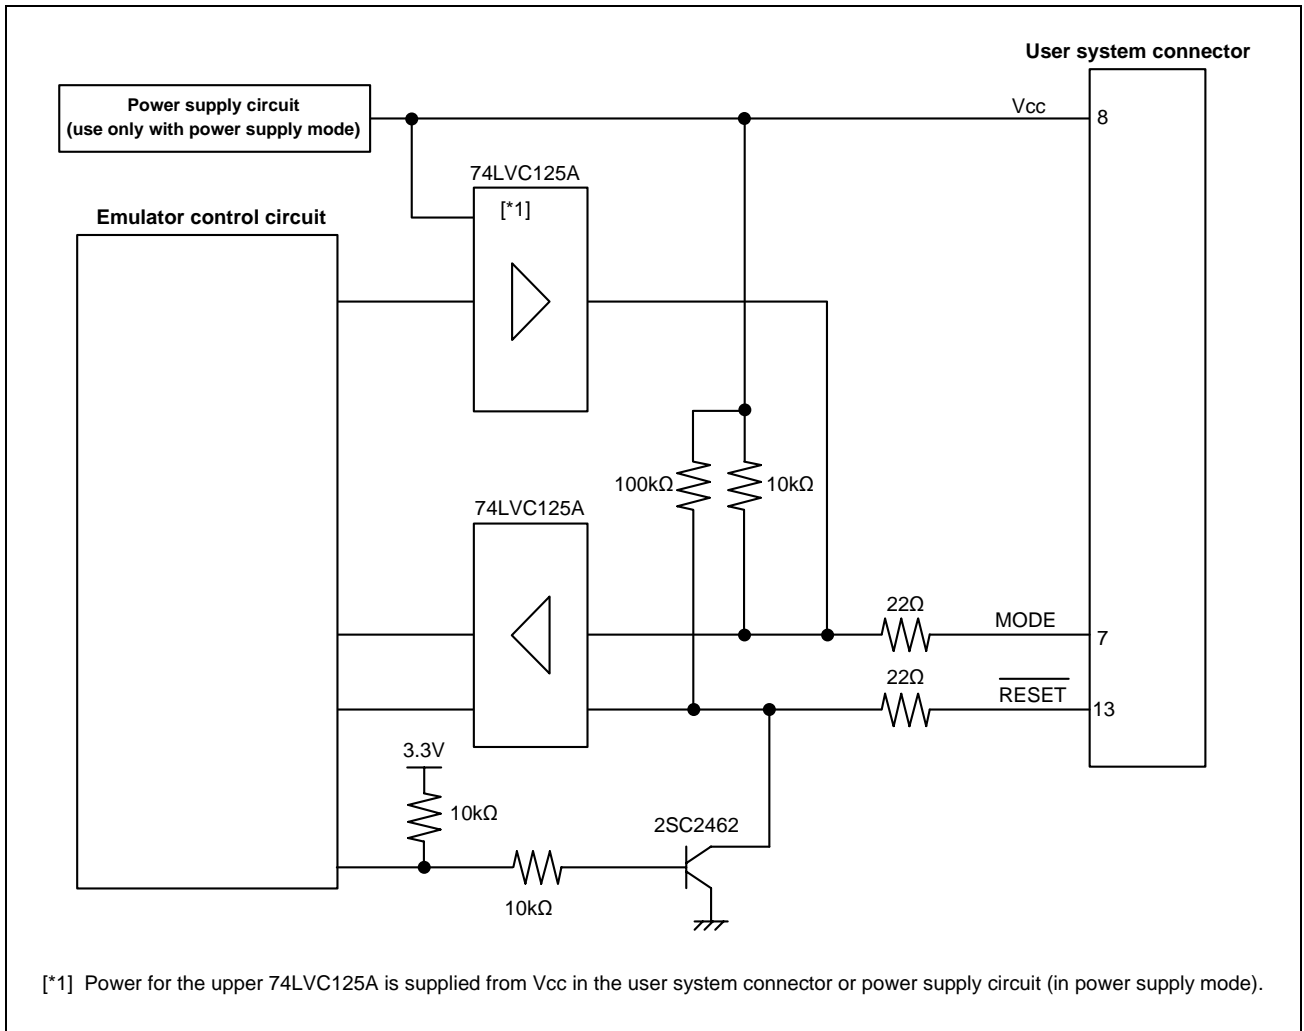 User system connector
Power supply circuit
(use only with power supply mode)
Vcc
8
74LVC125A
[*1]
Emulator control circuit
100kΩ
10kΩ
74LVC125A
22Ω
MODE
7
22Ω
RESET
13
3.3V
10kΩ
2SC2462
10kΩ
[*1] Power for the upper 74LVC125A is supplied from Vcc in the user system connector or power supply circuit (in power supply mode).